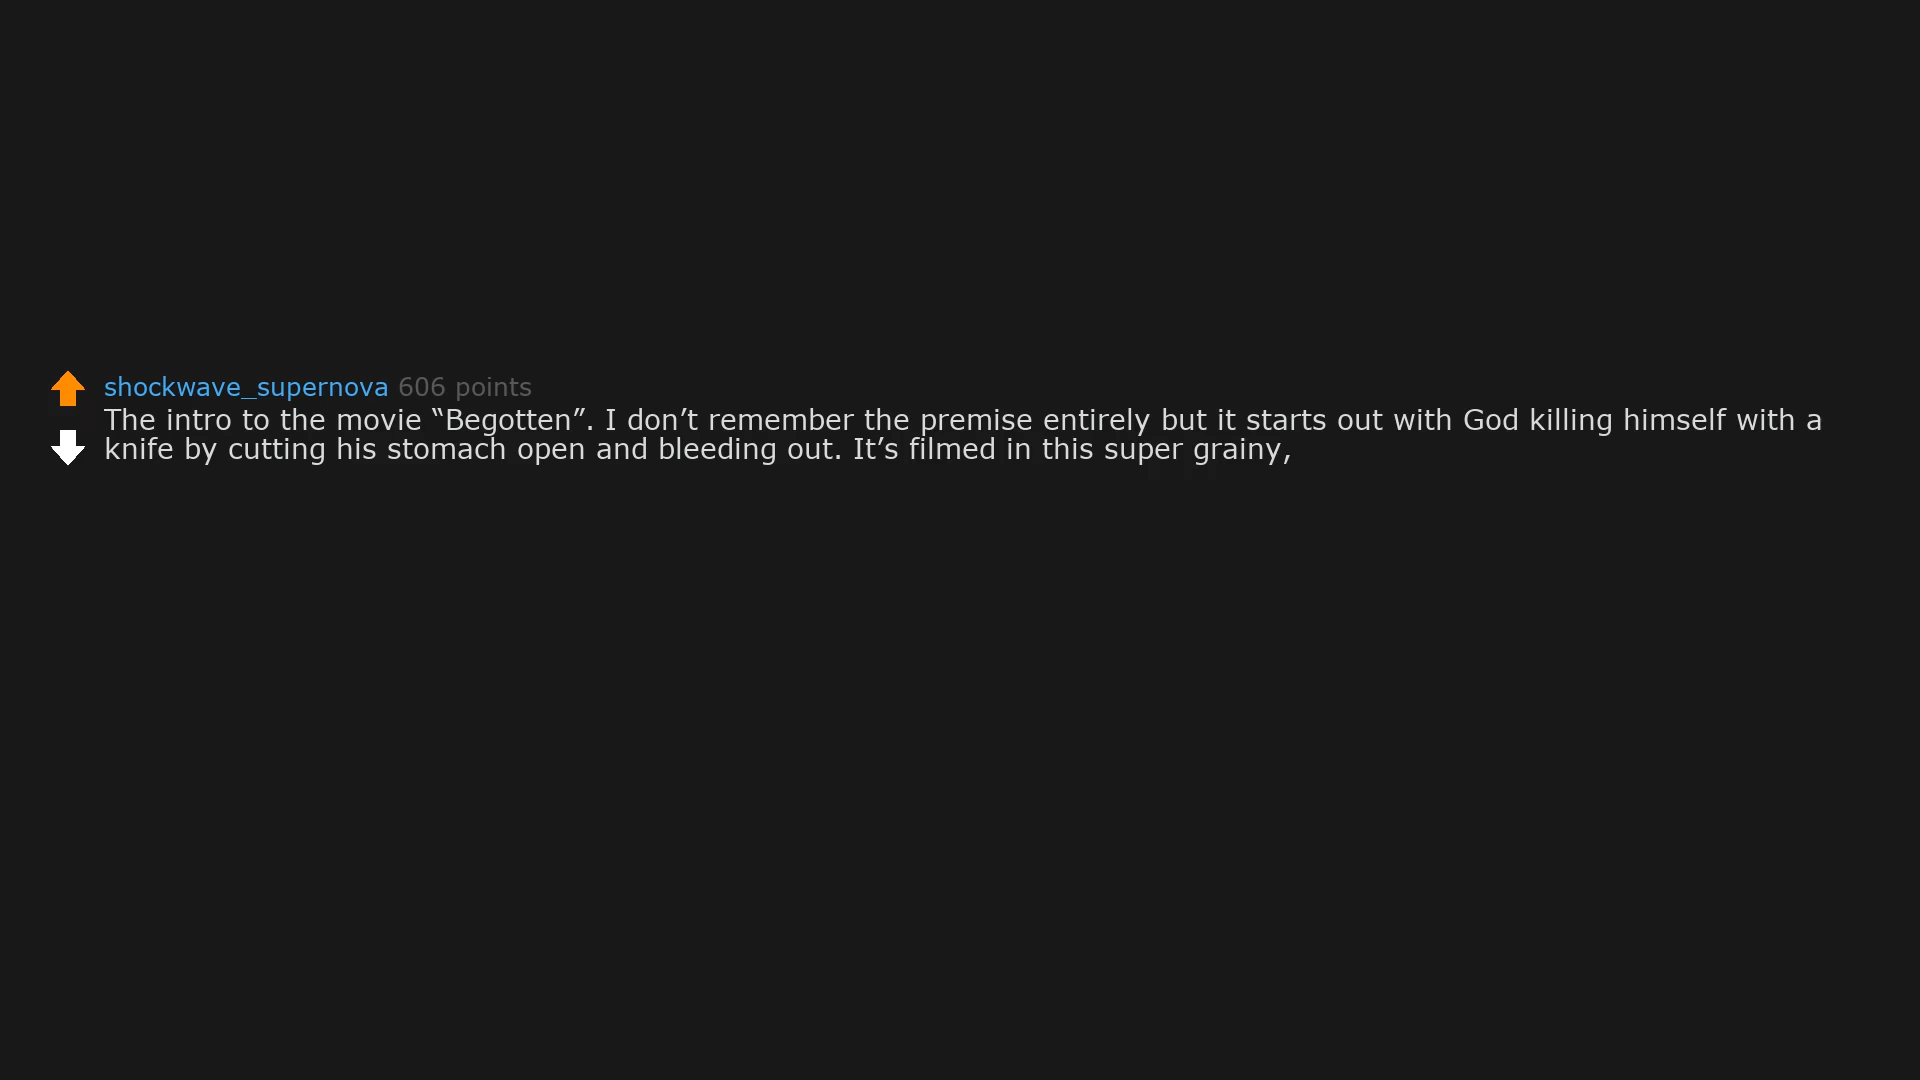 shockwave_supernova 606 points
The intro to the movie “Begotten”. I don’t remember the premise entirely but it starts out with God killing himself with a
knife by cutting his stomach open and bleeding out. It’s filmed in this super grainy,